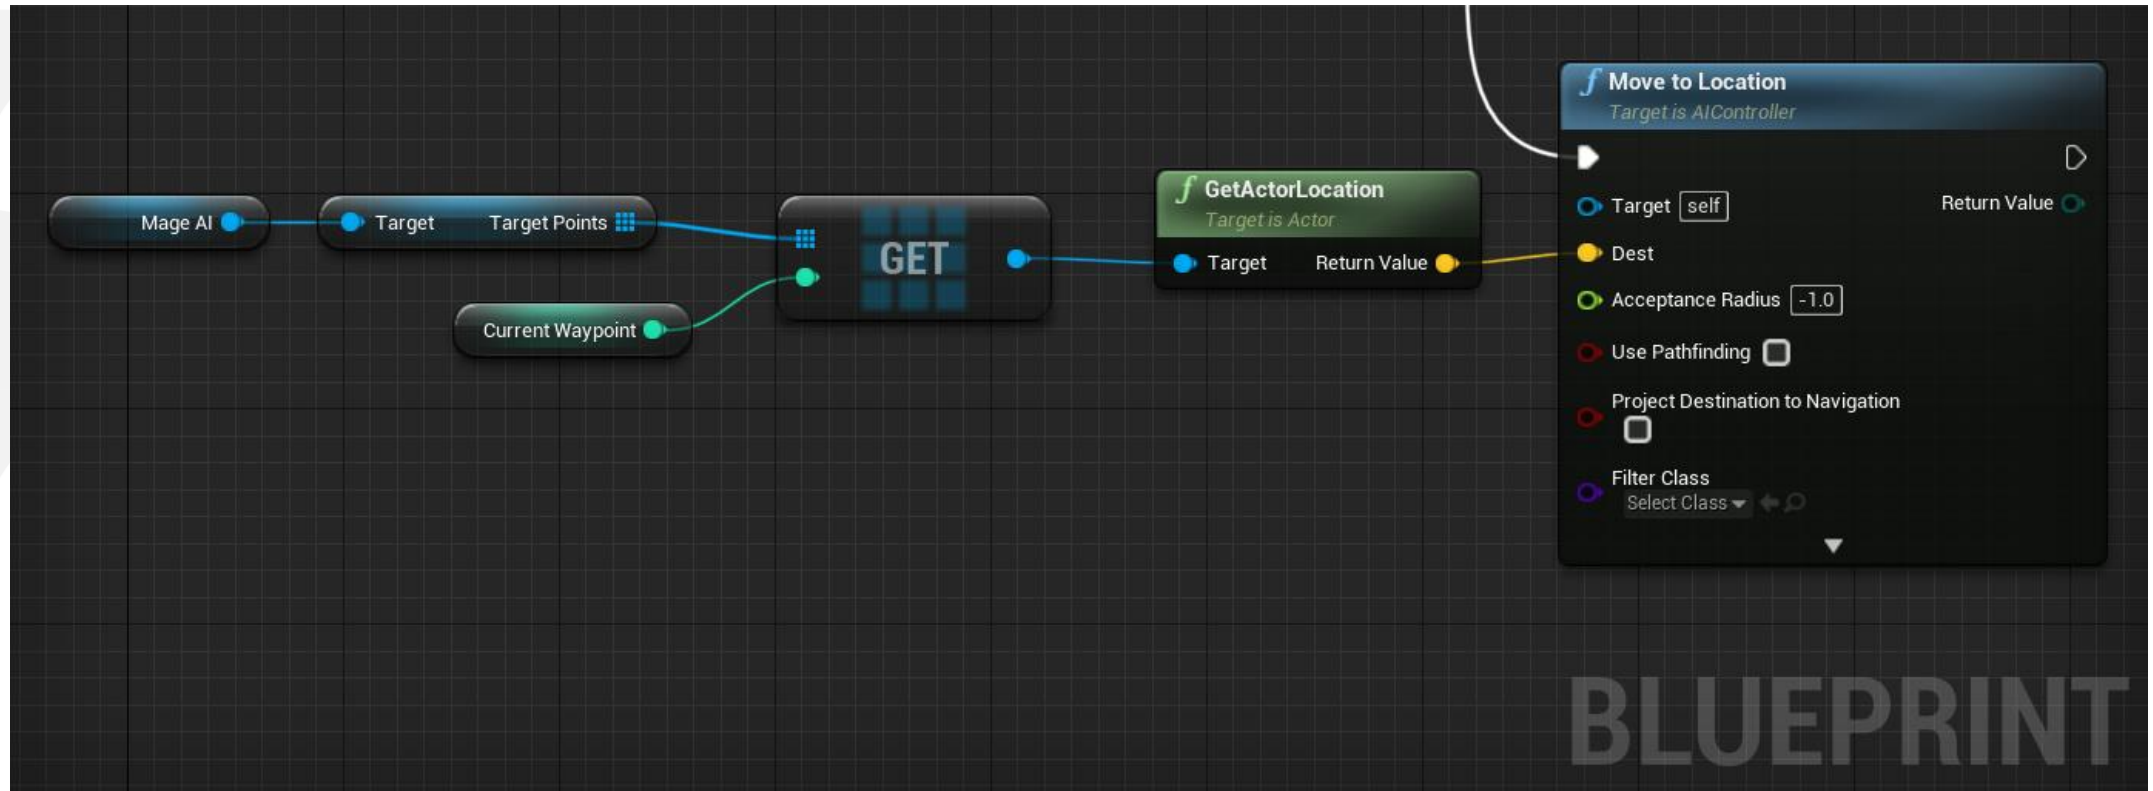 Mage AI
Target Target Points
Current Waypoint
GET
f GetActorLocation
Target is Actor
Target Return Value
f Move to Location
Target is AIController
Target self
Return Value
Dest
Acceptance Radius -1.0
Use Pathfinding
Project Destination to Navigation
Filter Class
Select Class
BLUEPRINT